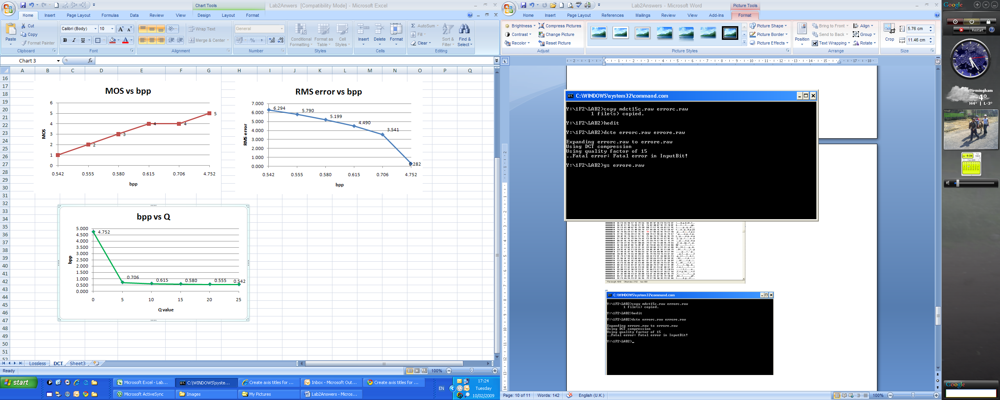 Lab2Anwers [Compatibility Mode] - Microsoft Excel
Chart Tools
Home Insert Page Layout Formulas Data Review View Design Layout Format
Paste
Cut
Copy
Format Painter
Clipboard
Calibri (Body) 10
B I U
Font
Wrap Text
Merge & Center
Alignment
General
Number
Conditional Formatting
Format as Table
Cell Styles
Styles
Insert Delete Format
Cells
AutoSum
Fill
Clear
Sort & Filter
Find & Select
Editing
Chart 3
A B C D E F G H I J K L M N O P Q
16
17
18
19
20
21
22
23
24
25
26
27
28
29
30
31
32
33
34
35
36
37
38
39
40
41
42
43
44
45
46
47
48
49
50
51
52
MOS vs bpp
6
5
4
3
2
1
0
MOS
2
3
4
4
5
0.542 0.555 0.580 0.615 0.706 4.752
bpp
RMS error vs bpp
7.000
6.000
5.000
4.000
3.000
2.000
1.000
0.000
RMS error
6.294
5.790
5.199
4.490
3.541
0.282
0.542 0.555 0.580 0.615 0.706 4.752
bpp
bpp vs Q
5.000
4.500
4.000
3.500
3.000
2.500
2.000
1.500
1.000
0.500
0.000
bpp
4.752
0.706
0.615
0.580
0.555
0.542
0 5 10 15 20 25
Q value
Lossless DCT Sheet3
Ready
100%
start
Microsoft Excel - Lab...
C:\WINDOWS\syste...
Create axis titles for ...
Inbox - Microsoft Out...
Create axis titles for ...
Microsoft ActiveSync
Images
My Pictures
Lab2Answers - Micros...
EN
17:24
Tuesday
10/02/2009
Lab2Answers - Microsoft Word
Picture Tools
Home Insert Page Layout References Mailings Review View Add-Ins Format
Brightness
Contrast
Recolor
Compress Pictures
Change Picture
Reset Picture
Adjust
Picture Shape
Picture Border
Picture Effects
Picture Styles
Position
Bring to Front
Send to Back
Text Wrapping
Align
Group
Rotate
Arrange
Crop
5.76 cm
11.46 cm
Size
C:\WINDOWS\system32\command.com
Y:\1F2\LAB2>copy mdct15c.raw errorc.raw
1 file(s) copied.
Y:\1F2\LAB2>hedit
Y:\1F2\LAB2>dcte errorc.raw errore.raw
Expanding errorc.raw to errore.raw
Using DCT compression
Using quality factor of 15
..Fatal error: Fatal error in InputBit!
Y:\1F2\LAB2>gs errore.raw
C:\WINDOWS\system32\command.com
Y:\1F2\LAB2>copy mdct15c.raw errorc.raw
1 file(s) copied.
Y:\1F2\LAB2>hedit
Y:\1F2\LAB2>dcte errorc.raw errore.raw
Expanding errorc.raw to errore.raw
Using DCT compression
Using quality factor of 15
..Fatal error: Fatal error in InputBit!
Y:\1F2\LAB2>_
Page: 10 of 11 Words: 142 English (U.K.)
100%
Google
Restart
Birmingham
4°
H4° | L-3°
5:24
Google